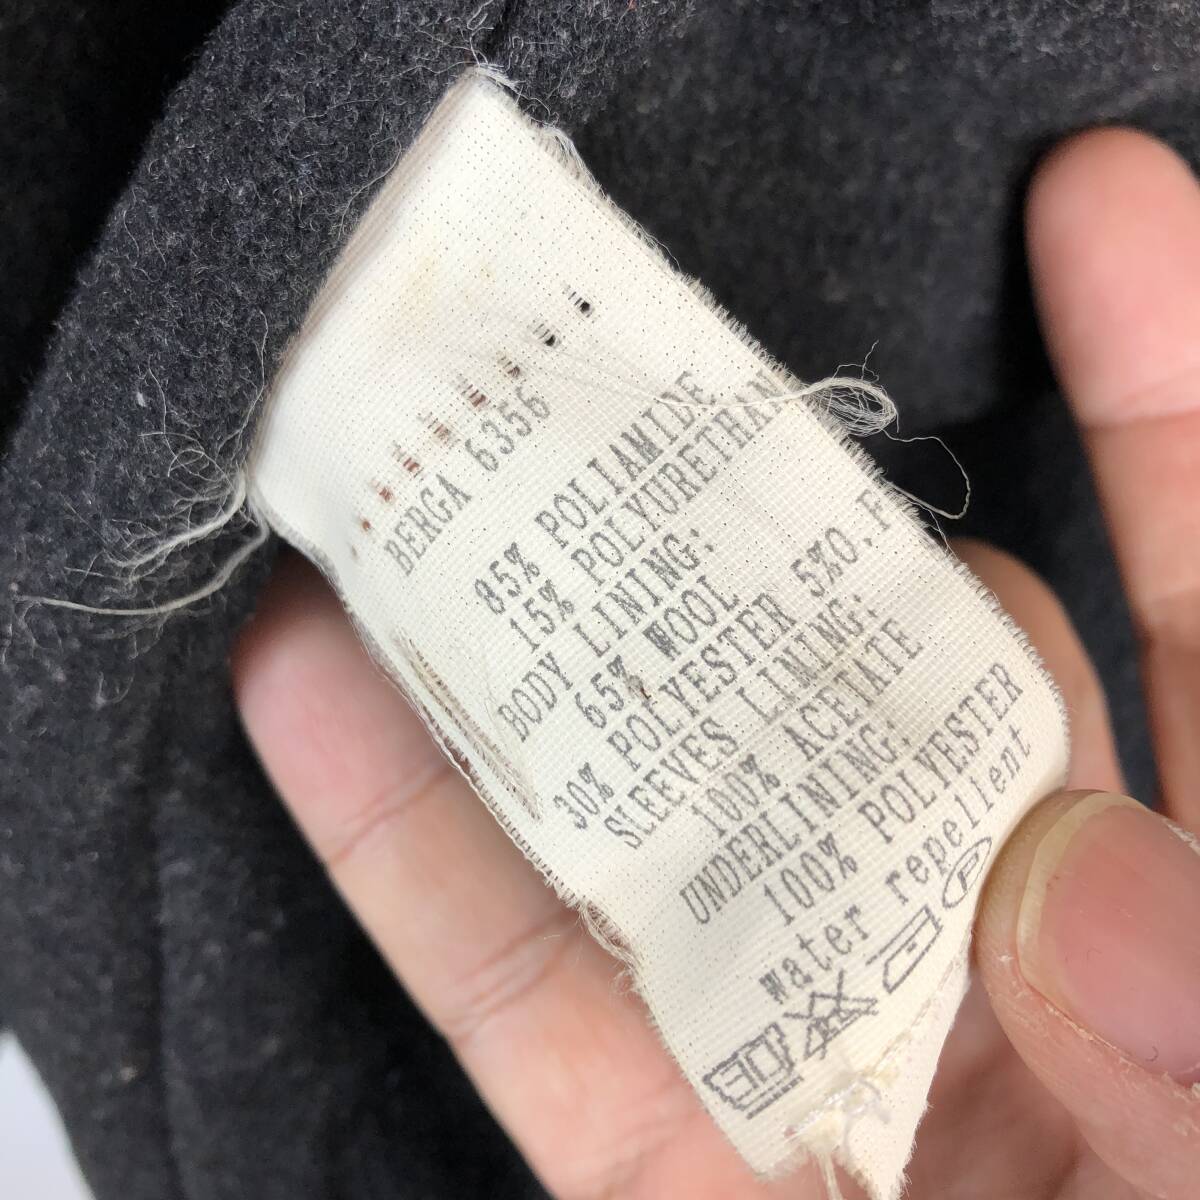 BERGA 6356
85% POLIAMIDE
15% POLYURETHAN
BODY LINING:
65% WOOL
30% POLYESTER 5%O.F
SLEEVES LINING:
100% ACETATE
UNDERLINING:
100% POLYESTER
water repellent
P